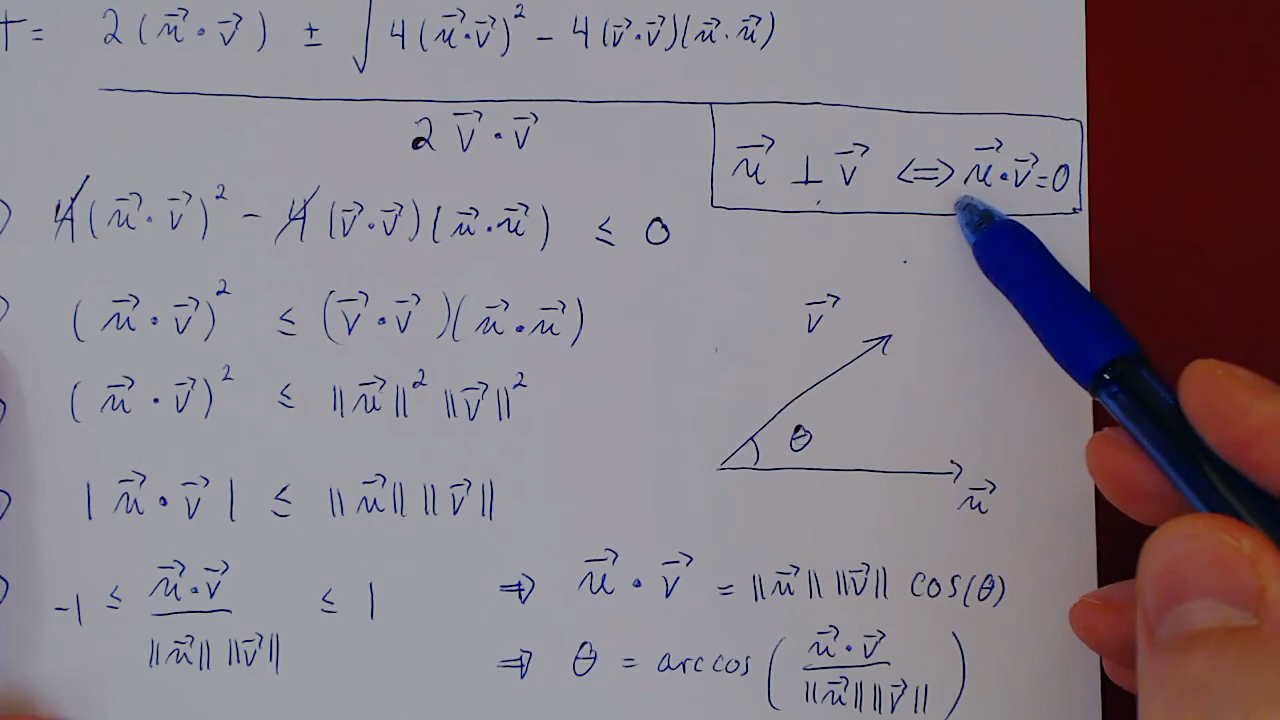 t = 2(u⃗·v⃗) ± √4(u⃗·v⃗)² − 4(v⃗·v⃗)(u⃗·u⃗)
2 v⃗·v⃗
u⃗ ⊥ v⃗ ⇔ u⃗·v⃗=0
) 4(u⃗·v⃗)² − 4(v⃗·v⃗)(u⃗·u⃗) ≤ 0
) (u⃗·v⃗)² ≤ (v⃗·v⃗)(u⃗·u⃗)
) (u⃗·v⃗)² ≤ ||u⃗||² ||v⃗||²
) |u⃗·v⃗| ≤ ||u⃗|| ||v⃗||
) -1 ≤ u⃗·v⃗ / ||u⃗|| ||v⃗|| ≤ 1
v⃗
θ
u⃗
⇒ u⃗·v⃗ = ||u⃗|| ||v⃗|| cos(θ)
⇒ θ = arccos(u⃗·v⃗ / ||u⃗|| ||v⃗||)